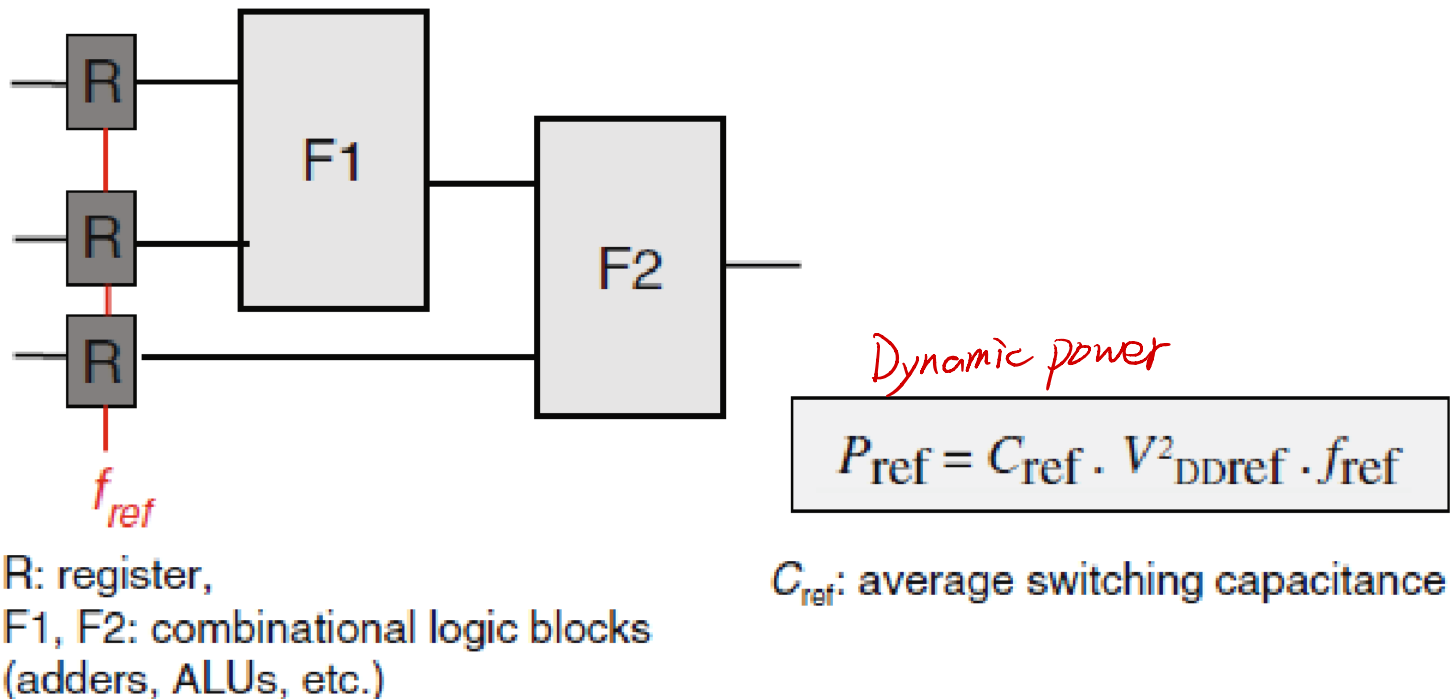 R
F1
R
F2
R
Dynamic power
P_ref = C_ref . V²_DDref . f_ref
f_ref
R: register,
C_ref: average switching capacitance
F1, F2: combinational logic blocks
(adders, ALUs, etc.)